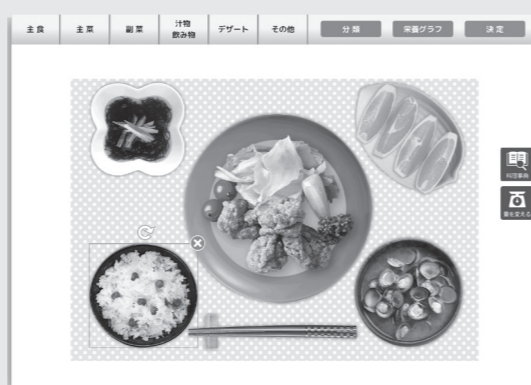 主食
主菜
副菜
汁物
飲み物
デザート
その他
分類
栄養グラフ
決定
料理事典
量を変える